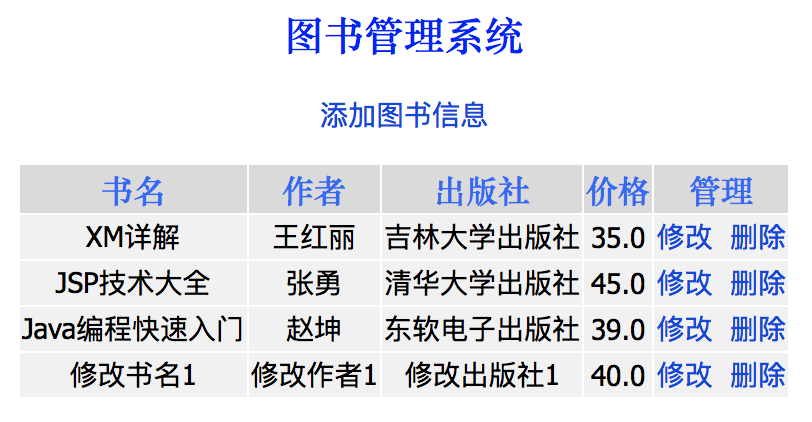 图书管理系统
添加图书信息
书名 作者 出版社 价格 管理
XM详解 王红丽 吉林大学出版社 35.0 修改 删除
JSP技术大全 张勇 清华大学出版社 45.0 修改 删除
Java编程快速入门 赵坤 东软电子出版社 39.0 修改 删除
修改书名1 修改作者1 修改出版社1 40.0 修改 删除